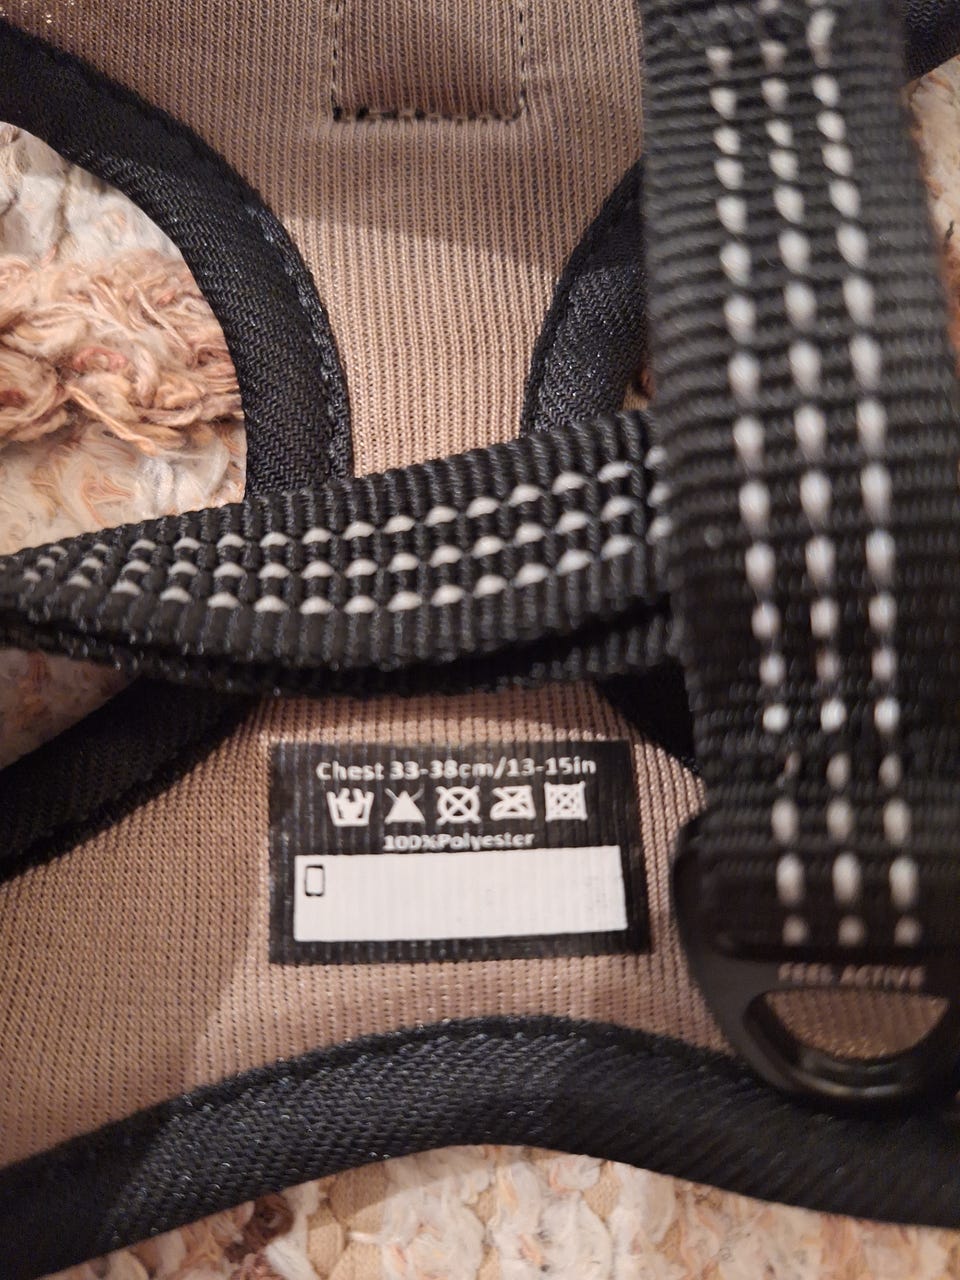 Chest 33-38cm/13-15in
100%Polyester
FEEL ACTIVE